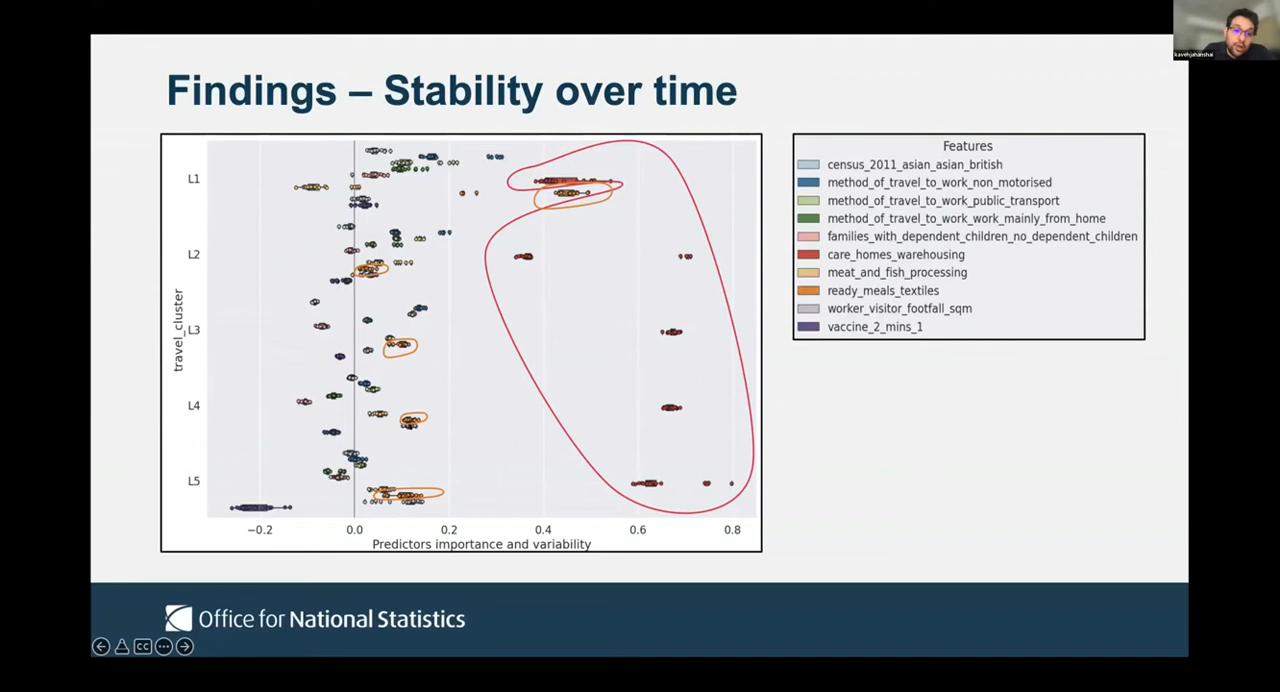 kavehjahanshai
Findings – Stability over time
L1
L2
L3
L4
L5
travel_cluster
−0.2 0.0 0.2 0.4 0.6 0.8
Predictors importance and variability
Features
census_2011_asian_asian_british
method_of_travel_to_work_non_motorised
method_of_travel_to_work_public_transport
method_of_travel_to_work_work_mainly_from_home
families_with_dependent_children_no_dependent_children
care_homes_warehousing
meat_and_fish_processing
ready_meals_textiles
worker_visitor_footfall_sqm
vaccine_2_mins_1
Office for National Statistics
CC